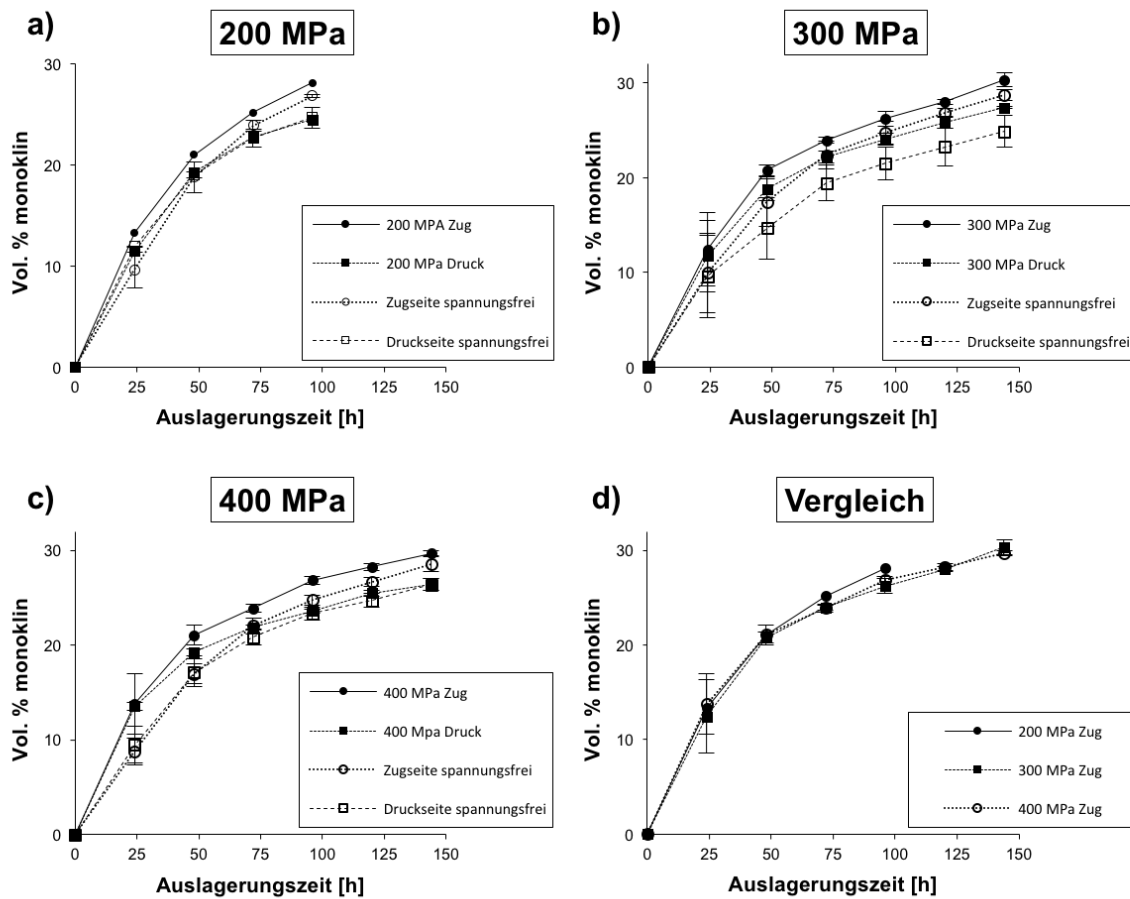 a)
200 MPa
Vol. % monoklin
30
20
10
0
200 MPA Zug
200 MPa Druck
Zugseite spannungsfrei
Druckseite spannungsfrei
0 25 50 75 100 125 150
Auslagerungszeit [h]
b)
300 MPa
Vol. % monoklin
30
20
10
0
300 MPa Zug
300 MPa Druck
Zugseite spannungsfrei
Druckseite spannungsfrei
0 25 50 75 100 125 150
Auslagerungszeit [h]
c)
400 MPa
Vol. % monoklin
30
20
10
0
400 MPa Zug
400 Mpa Druck
Zugseite spannungsfrei
Druckseite spannungsfrei
0 25 50 75 100 125 150
Auslagerungszeit [h]
d)
Vergleich
Vol. % monoklin
30
20
10
0
200 MPa Zug
300 MPa Zug
400 MPa Zug
0 25 50 75 100 125 150
Auslagerungszeit [h]